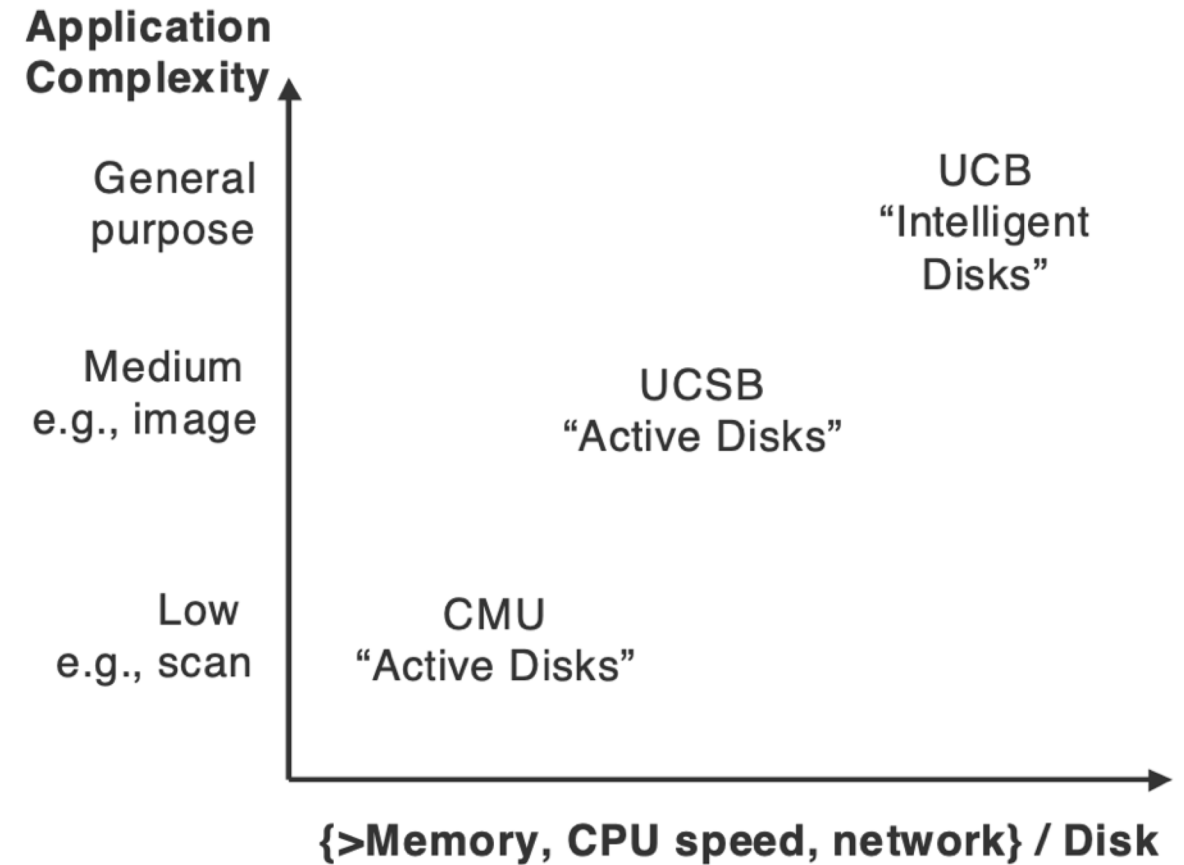 Application
Complexity
General
purpose
UCB
“Intelligent
Disks”
Medium
e.g., image
UCSB
“Active Disks”
Low
e.g., scan
CMU
“Active Disks”
{>Memory, CPU speed, network} / Disk